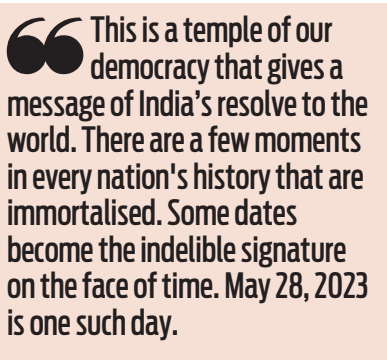 “This is a temple of our
democracy that gives a
message of India’s resolve to the
world. There are a few moments
in every nation's history that are
immortalised. Some dates
become the indelible signature
on the face of time. May 28, 2023
is one such day.